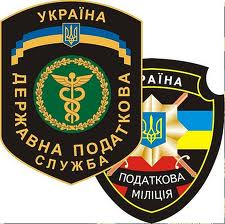 УКРАЇНА
ДЕРЖАВНА ПОДАТКОВА
СЛУЖБА
УКРАЇНА
ПОДАТКОВА
МІЛІЦІЯ